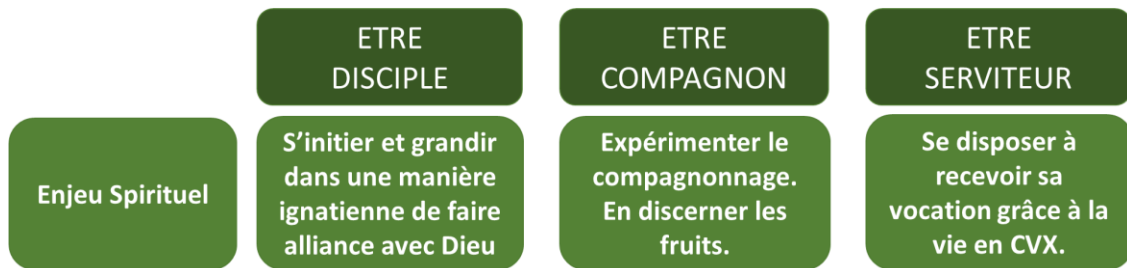 ETRE
DISCIPLE
ETRE
COMPAGNON
ETRE
SERVITEUR
Enjeu Spirituel
S’initier et grandir
dans une manière
ignatienne de faire
alliance avec Dieu
Expérimenter le
compagnonnage.
En discerner les
fruits.
Se disposer à
recevoir sa
vocation grâce à la
vie en CVX.